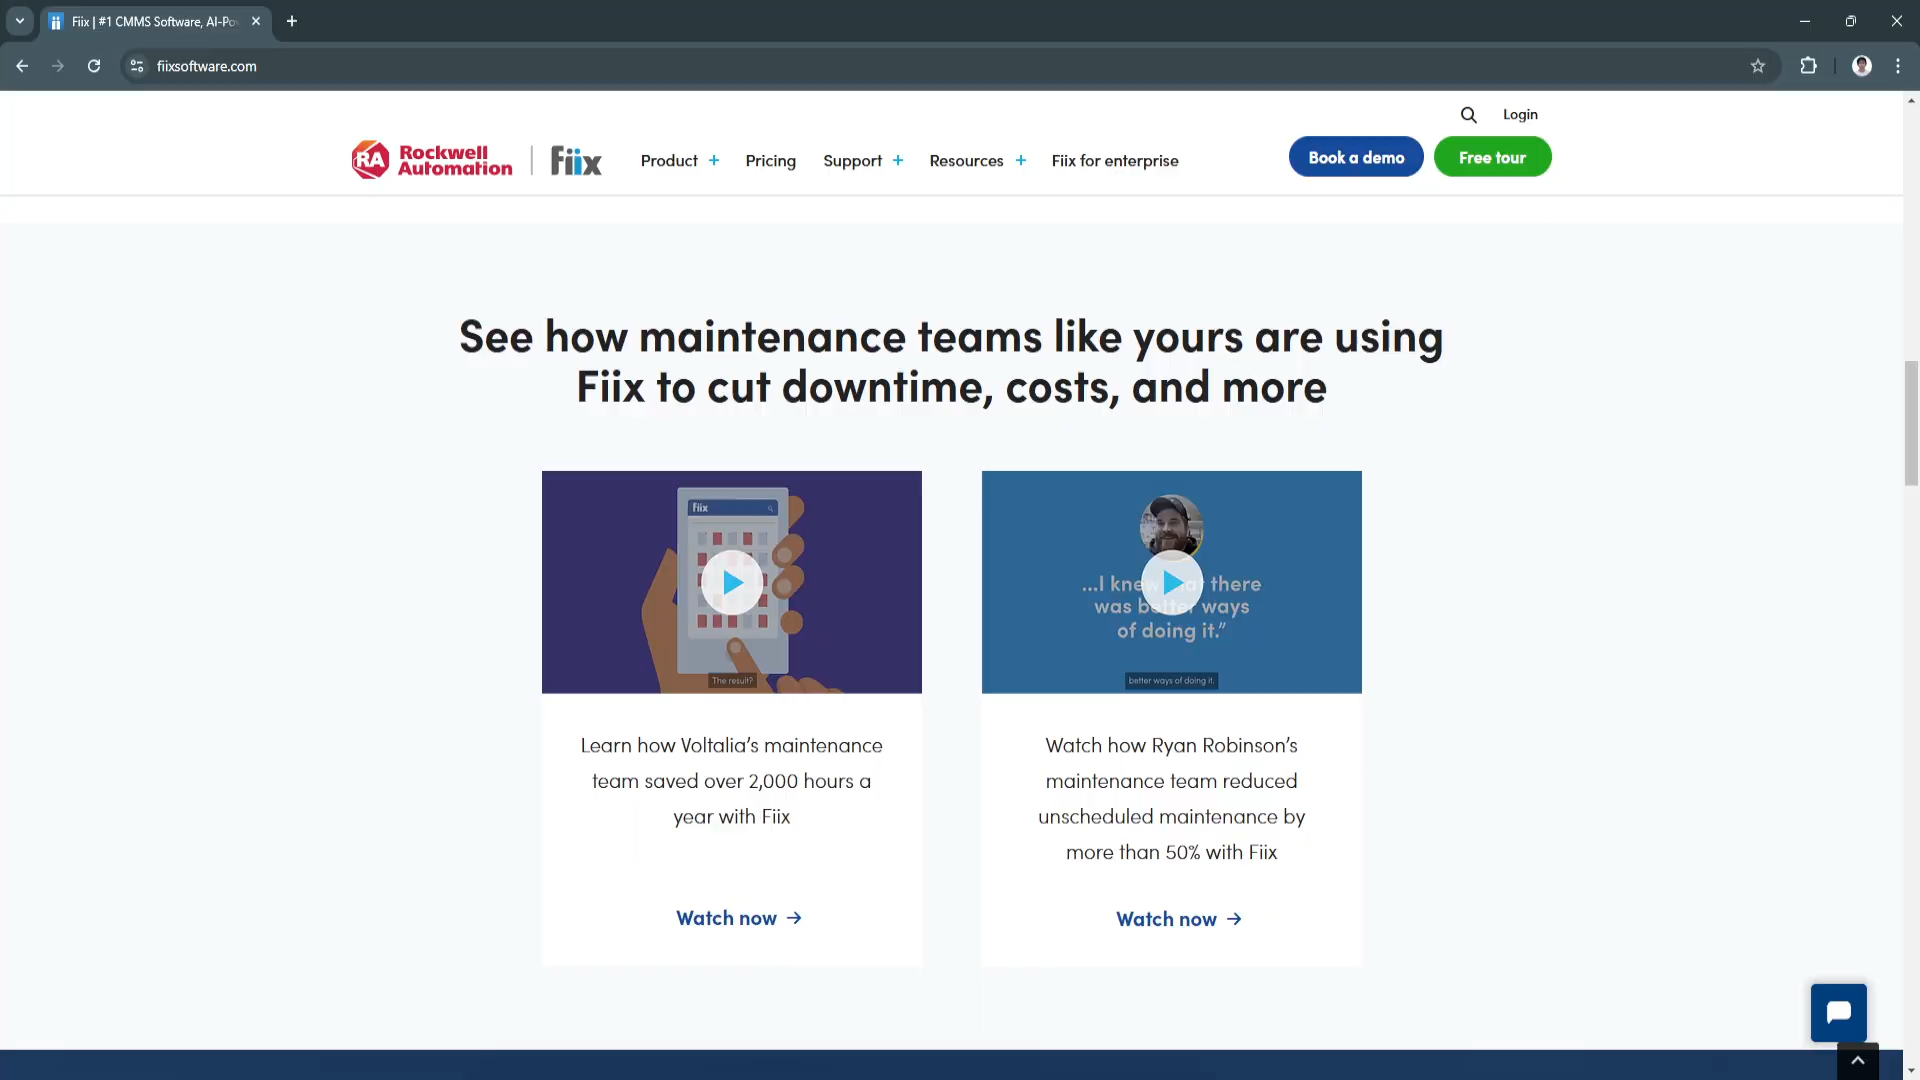 Fiix | #1 CMMS Software, AI-Po
fiixsoftware.com
Login
RA Rockwell Automation
Fiix
Product + Pricing Support + Resources + Fiix for enterprise
Book a demo
Free tour
See how maintenance teams like yours are using
Fiix to cut downtime, costs, and more
fiix
The result?
...I knew that there
was better ways
of doing it.”
better ways of doing it.
Learn how Voltalia’s maintenance
team saved over 2,000 hours a
year with Fiix
Watch now →
Watch how Ryan Robinson’s
maintenance team reduced
unscheduled maintenance by
more than 50% with Fiix
Watch now →